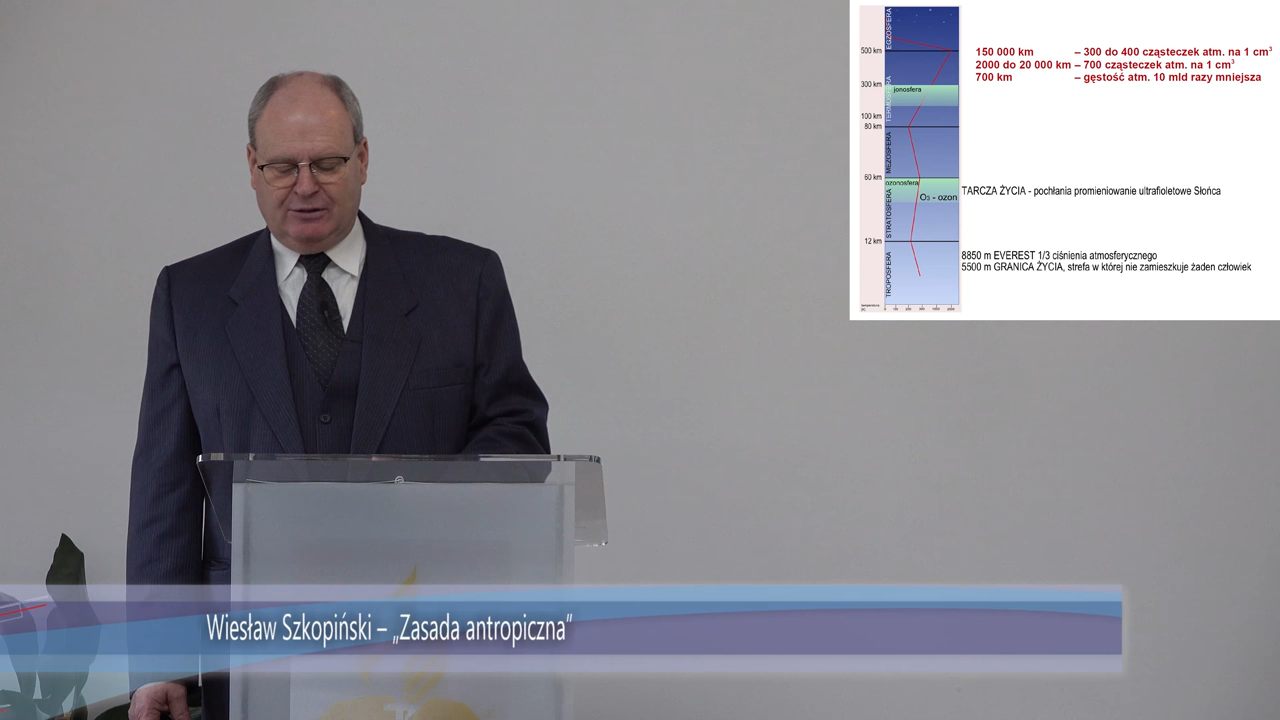 EGZOSFERA
500 km
150 000 km – 300 do 400 cząsteczek atm. na 1 cm³
2000 do 20 000 km – 700 cząsteczek atm. na 1 cm³
700 km – gęstość atm. 10 mld razy mniejsza
300 km
jonosfera
TERMOSFERA
100 km
80 km
MEZOSFERA
60 km
ozonosfera
O₃ - ozon
TARCZA ŻYCIA - pochłania promieniowanie ultrafioletowe Słońca
STRATOSFERA
12 km
8850 m EVEREST 1/3 ciśnienia atmosferycznego
5500 m GRANICA ŻYCIA, strefa w której nie zamieszkuje żaden człowiek
TROPOSFERA
Wiesław Szkopiński – „Zasada antropiczna”